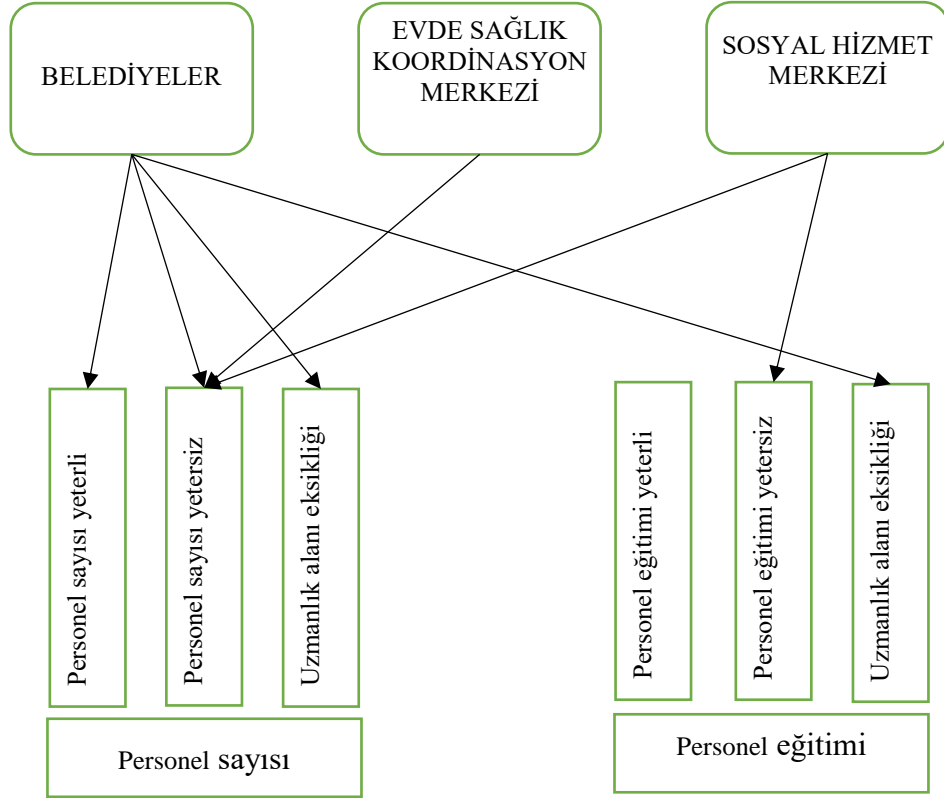 BELEDİYELER
EVDE SAĞLIK
KOORDİNASYON
MERKEZİ
SOSYAL HİZMET
MERKEZİ
Personel sayısı yeterli
Personel sayısı yetersiz
Uzmanlık alanı eksikliği
Personel eğitimi yeterli
Personel eğitimi yetersiz
Uzmanlık alanı eksikliği
Personel sayısı
Personel eğitimi